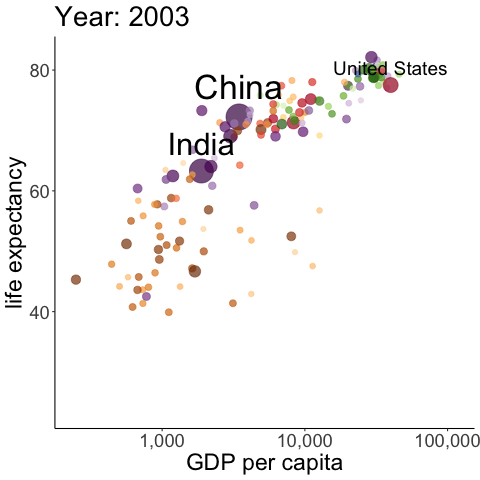 Year: 2003
80
United States
China
India
60
life expectancy
40
1,000 10,000 100,000
GDP per capita